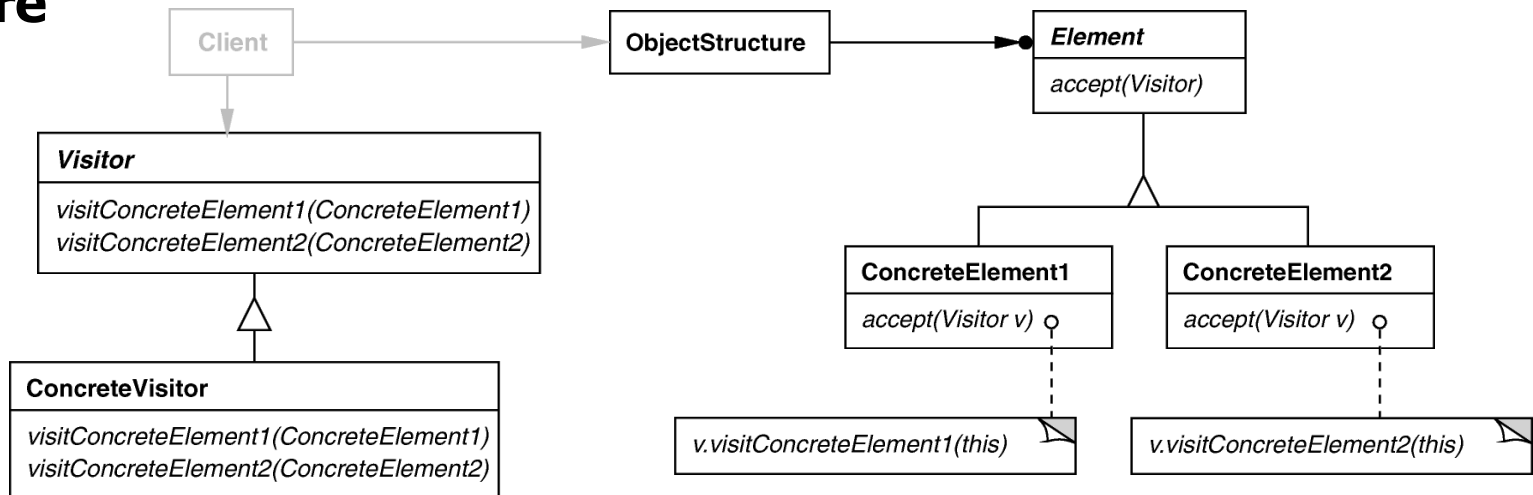 re
Client
ObjectStructure
Element
accept(Visitor)
Visitor
visitConcreteElement1(ConcreteElement1)
visitConcreteElement2(ConcreteElement2)
ConcreteElement1
accept(Visitor v)
ConcreteElement2
accept(Visitor v)
ConcreteVisitor
visitConcreteElement1(ConcreteElement1)
visitConcreteElement2(ConcreteElement2)
v.visitConcreteElement1(this)
v.visitConcreteElement2(this)